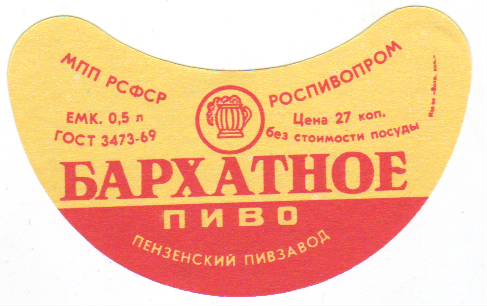 МПП РСФСР
РОСПИВОПРОМ
ЕМК. 0,5 л
ГОСТ 3473-69
Цена 27 коп.
без стоимости посуды
БАРХАТНОЕ
ПИВО
ПЕНЗЕНСКИЙ ПИВЗАВОД